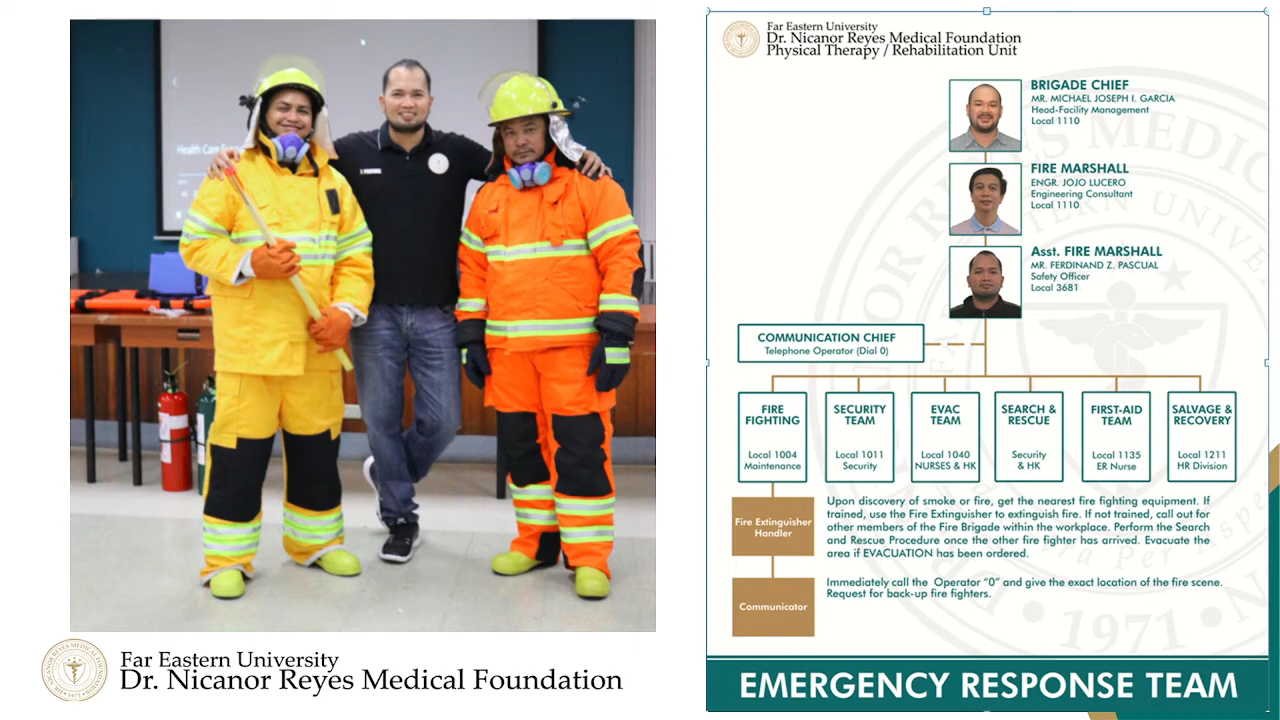 Health Care
F. PASCUAL
Far Eastern University
Dr. Nicanor Reyes Medical Foundation
Far Eastern University
Dr. Nicanor Reyes Medical Foundation
Physical Therapy / Rehabilitation Unit
BRIGADE CHIEF
MR. MICHAEL JOSEPH I. GARCIA
Head-Facility Management
Local 1110
FIRE MARSHALL
ENGR. JOJO LUCERO
Engineering Consultant
Local 1110
Asst. FIRE MARSHALL
MR. FERDINAND Z. PASCUAL
Safety Officer
Local 3681
COMMUNICATION CHIEF
Telephone Operator (Dial 0)
FIRE
FIGHTING
Local 1004
Maintenance
SECURITY
TEAM
Local 1011
Security
EVAC
TEAM
Local 1040
NURSES & HK
SEARCH &
RESCUE
Security
& HK
FIRST-AID
TEAM
Local 1135
ER Nurse
SALVAGE &
RECOVERY
Local 1211
HR Division
Fire Extinguisher
Handler
Upon discovery of smoke or fire, get the nearest fire fighting equipment. If
trained, use the Fire Extinguisher to extinguish fire. If not trained, call out for
other members of the Fire Brigade within the workplace. Perform the Search
and Rescue Procedure once the other fire fighter has arrived. Evacuate the
area if EVACUATION has been ordered.
Communicator
Immediately call the Operator "0" and give the exact location of the fire scene.
Request for back-up fire fighters.
1971
EMERGENCY RESPONSE TEAM